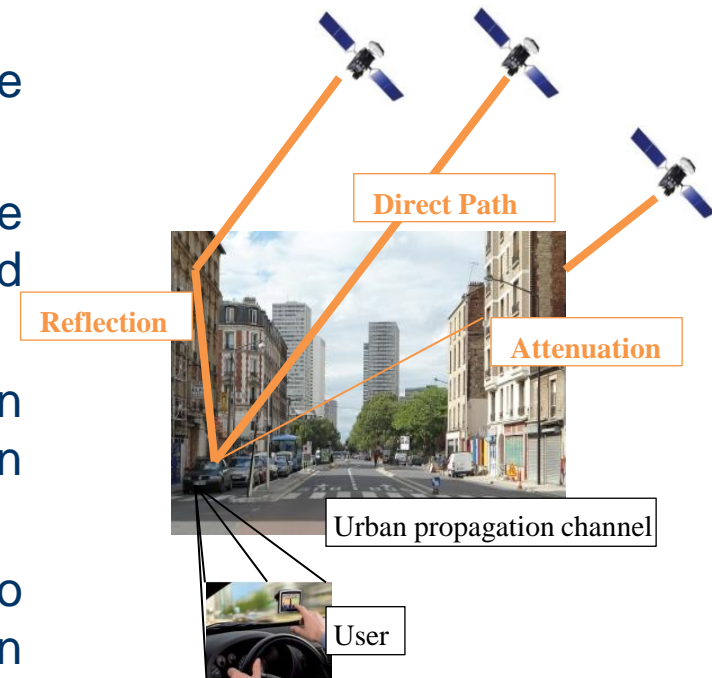 e
e
Direct Path
d
Reflection
Attenuation
n
n
Urban propagation channel
o
User
n